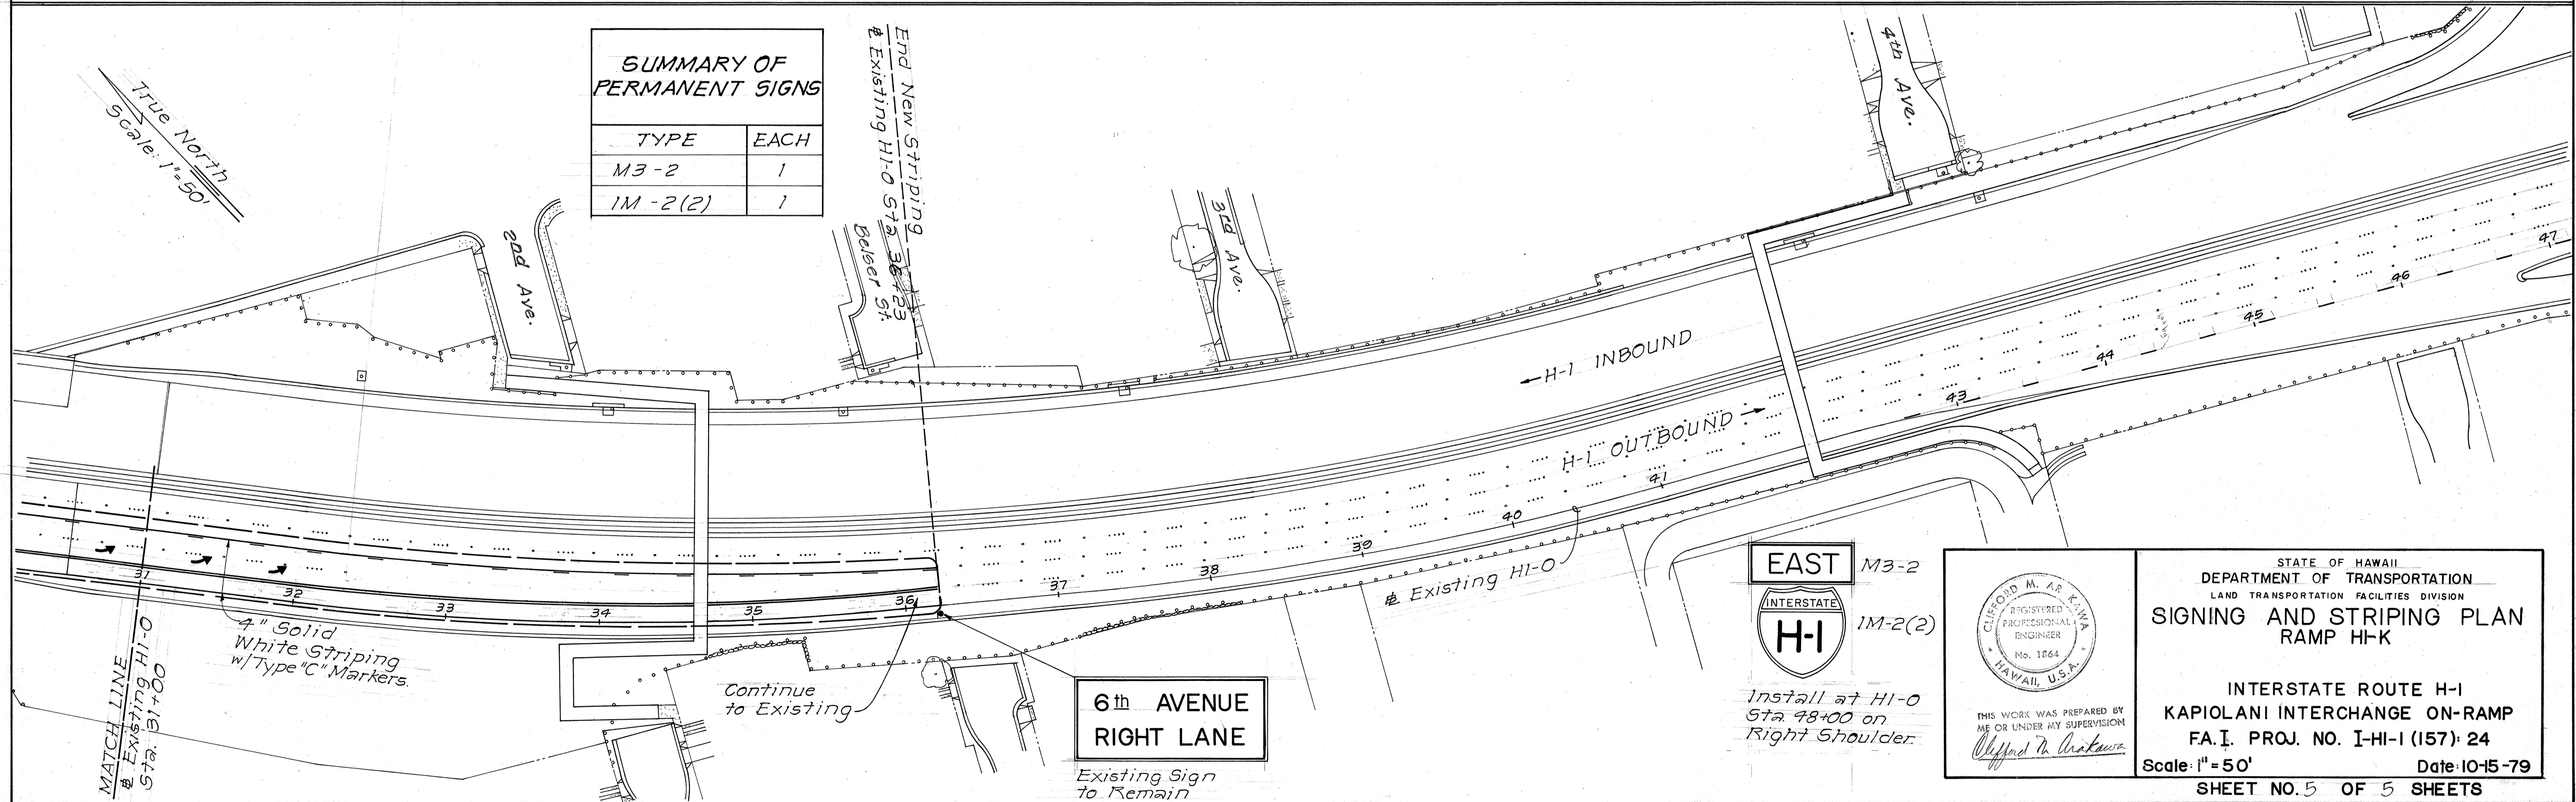 True North
Scale: 1"=50'
SUMMARY OF
PERMANENT SIGNS
TYPE EACH
M3-2 1
IM-2(2) 1
2nd Ave.
Belser St.
End New Striping
℄ Existing H1-O Sta. 36+23
3rd Ave.
4th Ave.
←H-1 INBOUND
H-1 OUTBOUND→
31
32
33
34
35
36
37
38
39
40
41
43
44
45
46
47
MATCH LINE
℄ Existing H1-O
Sta. 31+00
4" Solid
White Striping
w/Type "C" Markers.
Continue
to Existing
℄ Existing H1-O
6th AVENUE
RIGHT LANE
Existing Sign
to Remain
EAST M3-2
INTERSTATE
H-1
IM-2(2)
Install at H1-O
Sta. 48+00 on
Right Shoulder.
CLIFFORD M. ARAKAWA
REGISTERED
PROFESSIONAL
ENGINEER
No. 1864
HAWAII, U.S.A.
THIS WORK WAS PREPARED BY
ME OR UNDER MY SUPERVISION
Clifford M. Arakawa
STATE OF HAWAII
DEPARTMENT OF TRANSPORTATION
LAND TRANSPORTATION FACILITIES DIVISION
SIGNING AND STRIPING PLAN
RAMP H1-K
INTERSTATE ROUTE H-1
KAPIOLANI INTERCHANGE ON-RAMP
F.A.I. PROJ. NO. I-H1-1 (157): 24
Scale: 1" = 50' Date: 10-15-79
SHEET NO. 5 OF 5 SHEETS